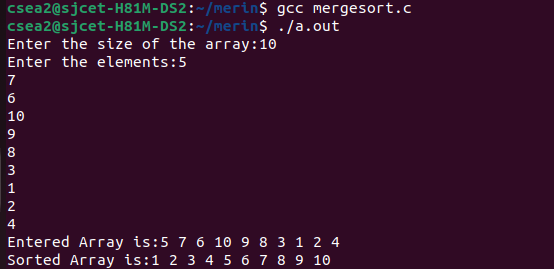 csea2@sjcet-H81M-DS2:~/merin$ gcc mergesort.c
csea2@sjcet-H81M-DS2:~/merin$ ./a.out
Enter the size of the array:10
Enter the elements:5
7
6
10
9
8
3
1
2
4
Entered Array is:5 7 6 10 9 8 3 1 2 4
Sorted Array is:1 2 3 4 5 6 7 8 9 10